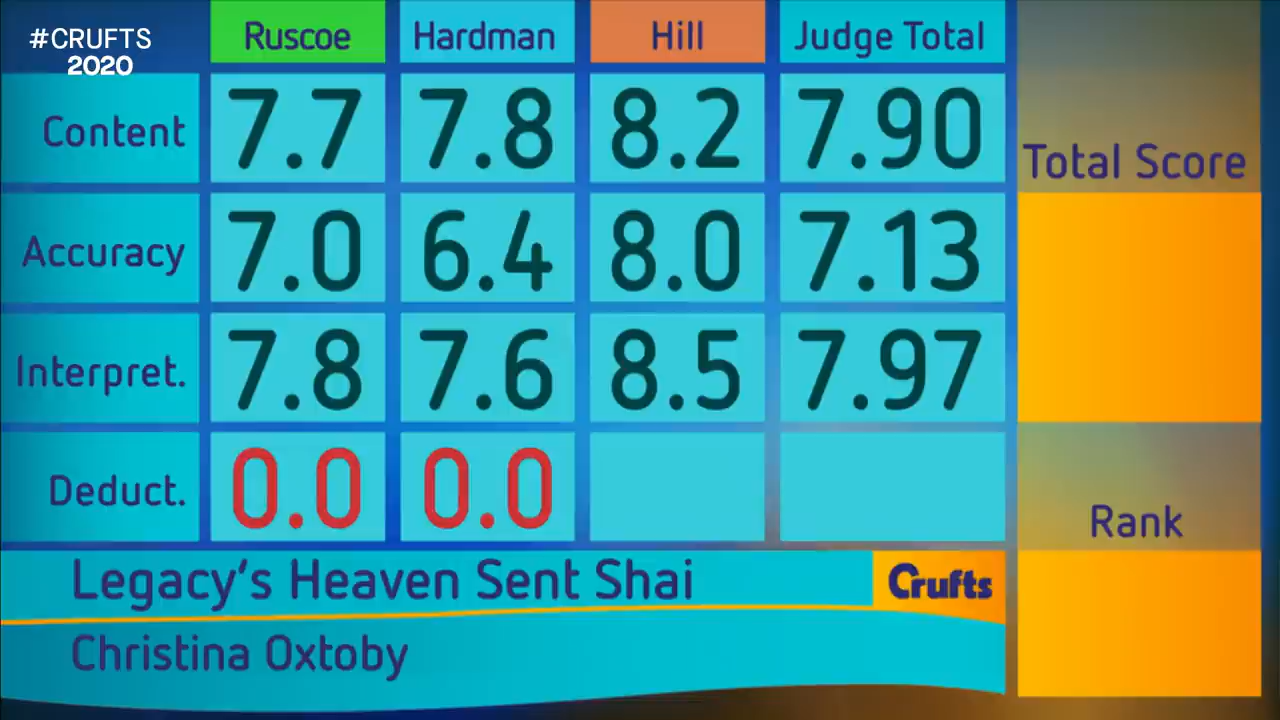 #CRUFTS
2020
Ruscoe Hardman Hill Judge Total
Content 7.7 7.8 8.2 7.90
Total Score
Accuracy 7.0 6.4 8.0 7.13
Interpret. 7.8 7.6 8.5 7.97
Deduct. 0.0 0.0
Rank
Legacy's Heaven Sent Shai
Crufts
Christina Oxtoby